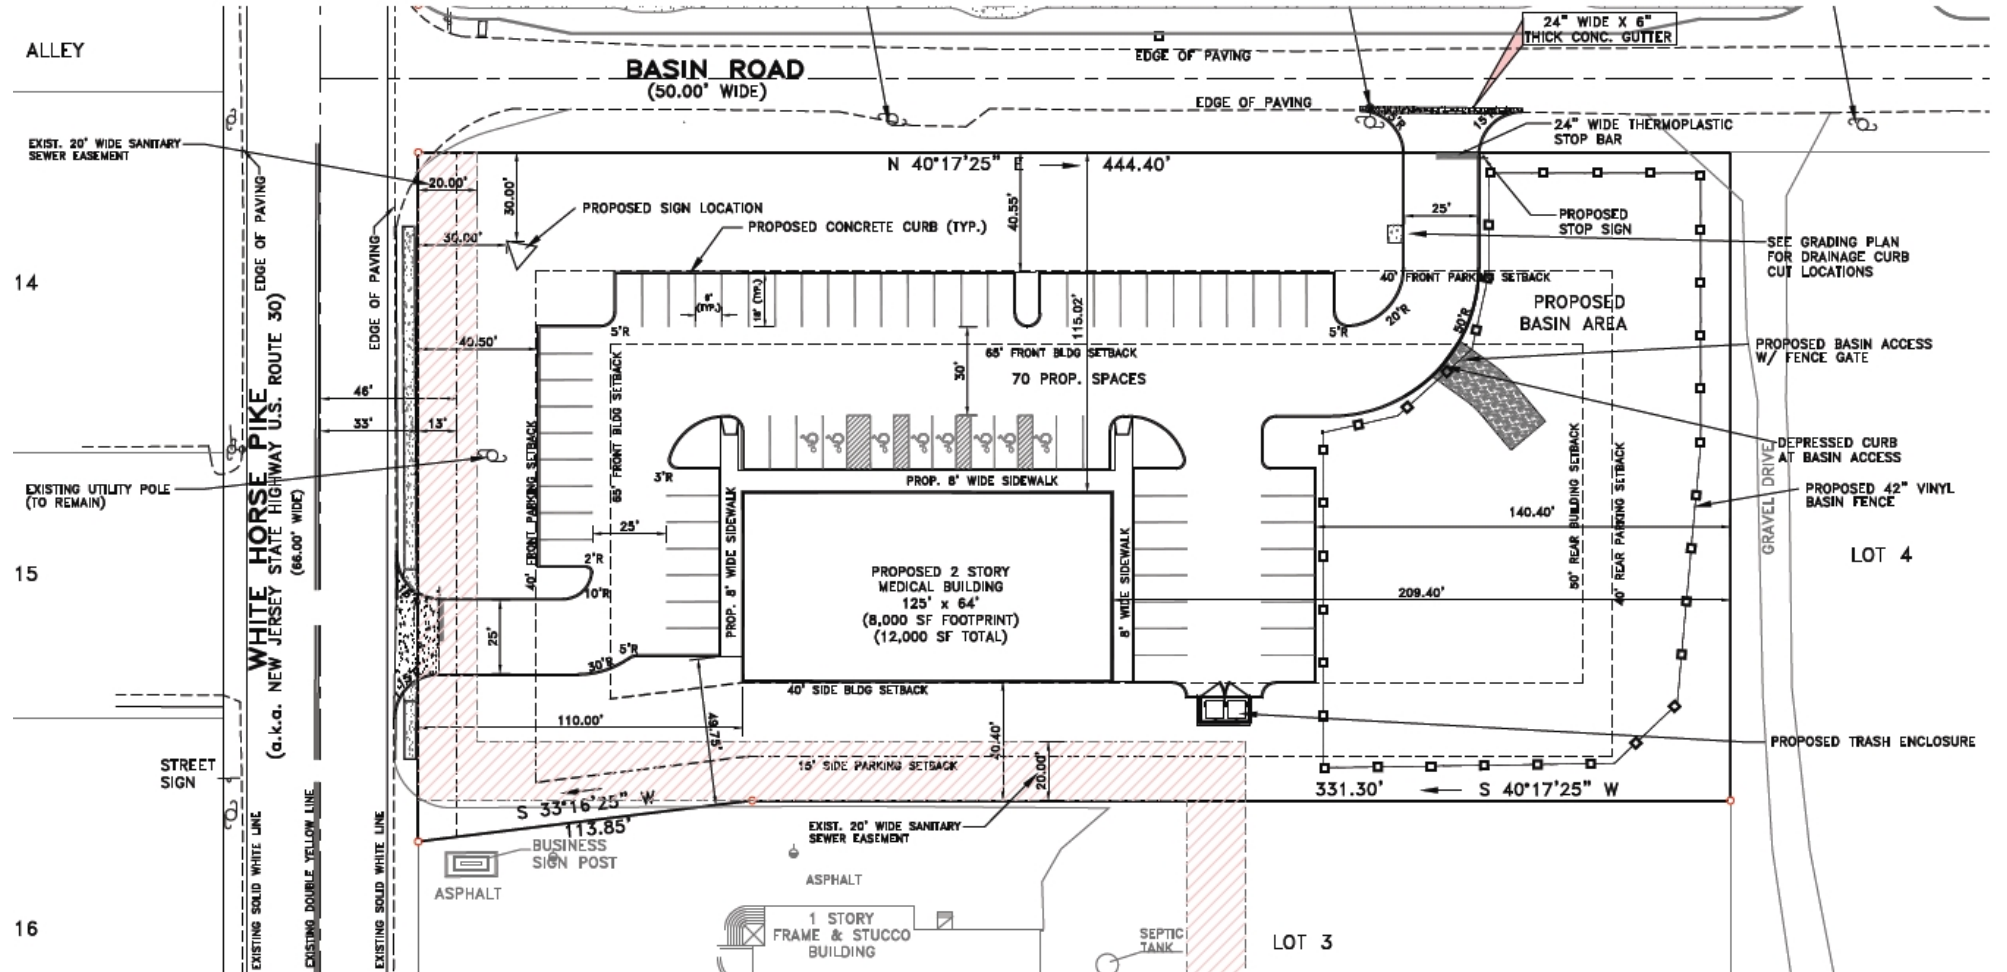 24" WIDE X 6"
THICK CONC. GUTTER
ALLEY
EDGE OF PAVING
BASIN ROAD
(50.00' WIDE)
EDGE OF PAVING
15'R
15'R
24" WIDE THERMOPLASTIC
STOP BAR
EXIST. 20' WIDE SANITARY
SEWER EASEMENT
N 40°17'25" E
444.40'
20.00'
30.00'
30.00'
PROPOSED SIGN LOCATION
PROPOSED CONCRETE CURB (TYP.)
40.55'
25'
PROPOSED
STOP SIGN
SEE GRADING PLAN
FOR DRAINAGE CURB
CUT LOCATIONS
EDGE OF PAVING
EDGE OF PAVING
14
(TYP.)
18' (TYP.)
40' FRONT PARKING SETBACK
PROPOSED
BASIN AREA
5'R
5'R
20'R
50'R
115.02'
40.50'
65' FRONT BLDG SETBACK
30'
70 PROP. SPACES
PROPOSED BASIN ACCESS
W/ FENCE GATE
46'
33'
13'
65' FRONT BLDG SETBACK
40' FRONT PARKING SETBACK
DEPRESSED CURB
AT BASIN ACCESS
EXISTING UTILITY POLE
(TO REMAIN)
WHITE HORSE PIKE
(a.k.a. NEW JERSEY STATE HIGHWAY U.S. ROUTE 30)
(66.00' WIDE)
3'R
PROP. 8' WIDE SIDEWALK
PROPOSED 42" VINYL
BASIN FENCE
140.40'
50' REAR BUILDING SETBACK
40' REAR PARKING SETBACK
GRAVEL DRIVE
25'
PROP. 8' WIDE SIDEWALK
8' WIDE SIDEWALK
LOT 4
15
2'R
10'R
PROPOSED 2 STORY
MEDICAL BUILDING
125' x 64'
(8,000 SF FOOTPRINT)
(12,000 SF TOTAL)
209.40'
25'
5'R
30'R
15'R
40' SIDE BLDG SETBACK
110.00'
49.75'
40.40'
20.00'
PROPOSED TRASH ENCLOSURE
15' SIDE PARKING SETBACK
STREET
SIGN
S 33°16'25" W
113.85'
331.30'
S 40°17'25" W
EXIST. 20' WIDE SANITARY
SEWER EASEMENT
BUSINESS
SIGN POST
ASPHALT
ASPHALT
EXISTING SOLID WHITE LINE
EXISTING DOUBLE YELLOW LINE
EXISTING SOLID WHITE LINE
16
1 STORY
FRAME & STUCCO
BUILDING
SEPTIC
TANK
LOT 3